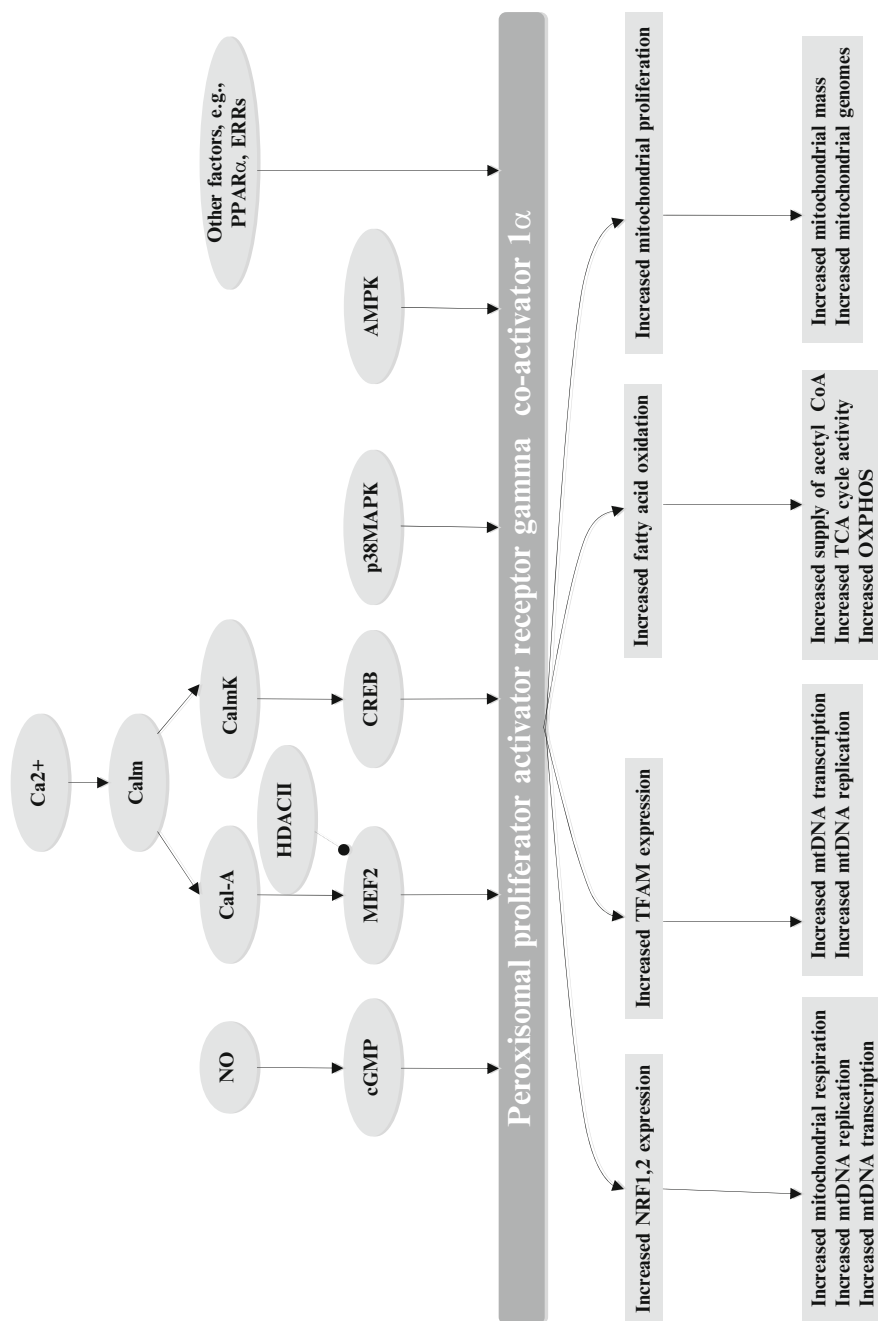 Ca2+
Calm
Cal-A
CalmK
HDACII
NO
cGMP
MEF2
CREB
p38MAPK
AMPK
Other factors, e.g.,
PPARα, ERRs
Peroxisomal proliferator activator receptor gamma co-activator 1α
Increased NRF1,2 expression
Increased TFAM expression
Increased fatty acid oxidation
Increased mitochondrial proliferation
Increased mitochondrial respiration
Increased mtDNA replication
Increased mtDNA transcription
Increased mtDNA transcription
Increased mtDNA replication
Increased supply of acetyl CoA
Increased TCA cycle activity
Increased OXPHOS
Increased mitochondrial mass
Increased mitochondrial genomes